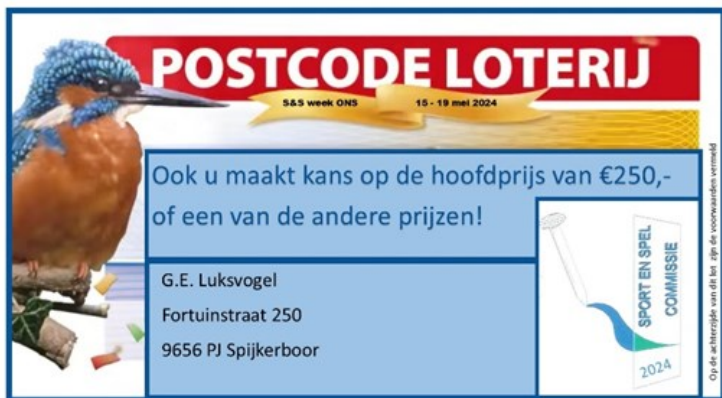 POSTCODE LOTERIJ
S&S week ONS 15 - 19 mei 2024
Ook u maakt kans op de hoofdprijs van €250,-
of een van de andere prijzen!
G.E. Luksvogel
Fortuinstraat 250
9656 PJ Spijkerboor
SPORT EN SPEL
COMMISSIE
2024
Op de achterzijde van dit lot zijn de voorwaarden vermeld